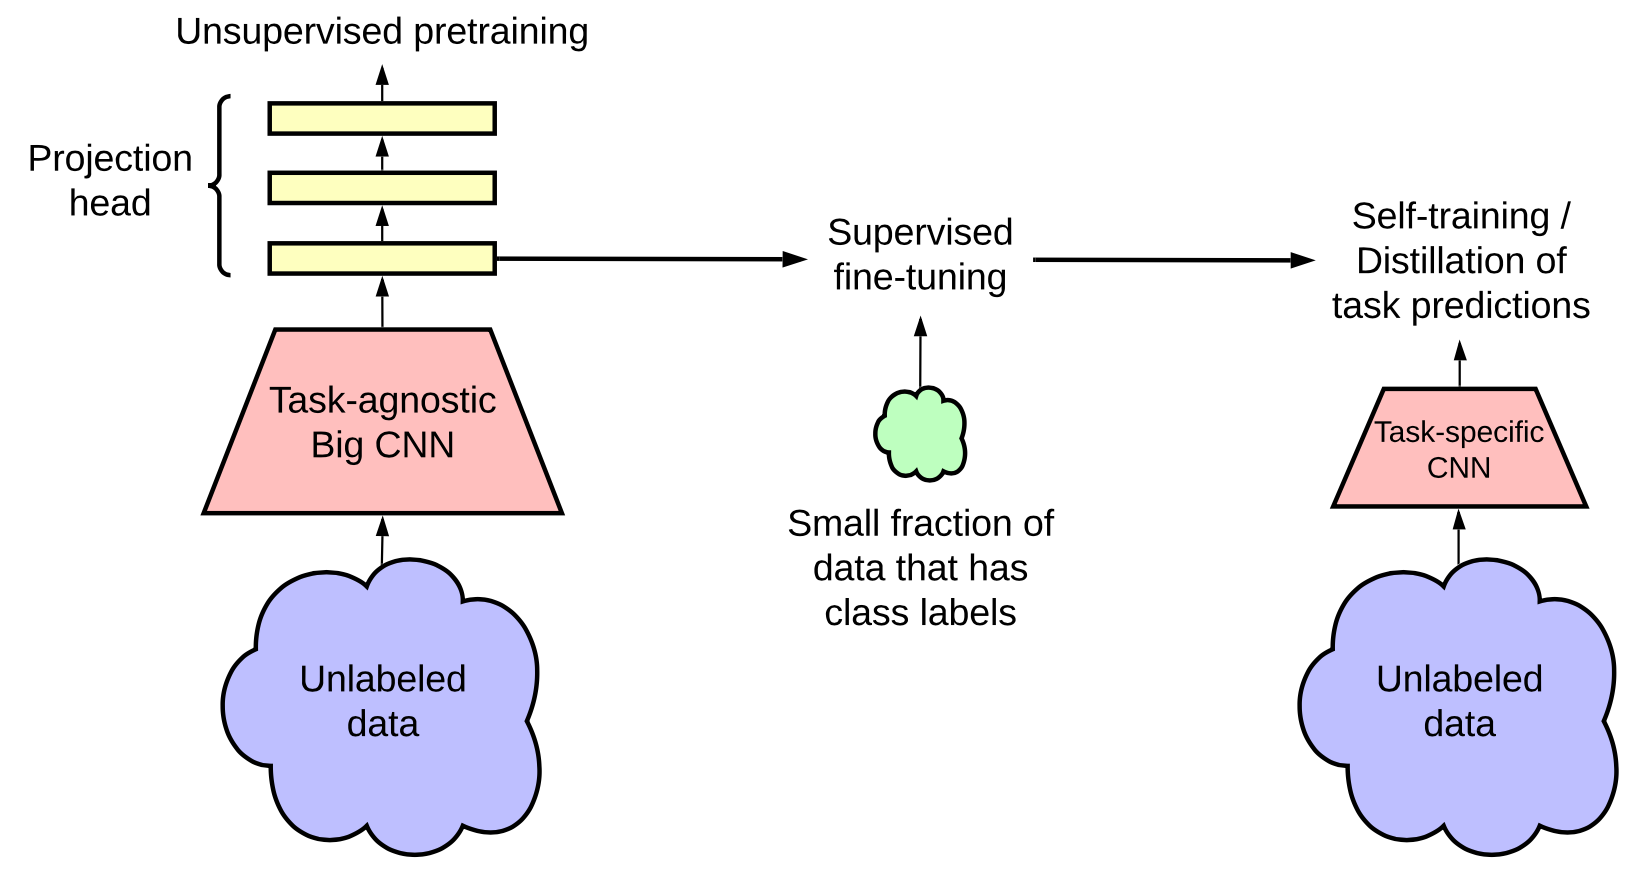 Unsupervised pretraining
Projection
head
Task-agnostic
Big CNN
Unlabeled
data
Supervised
fine-tuning
Small fraction of
data that has
class labels
Self-training /
Distillation of
task predictions
Task-specific
CNN
Unlabeled
data